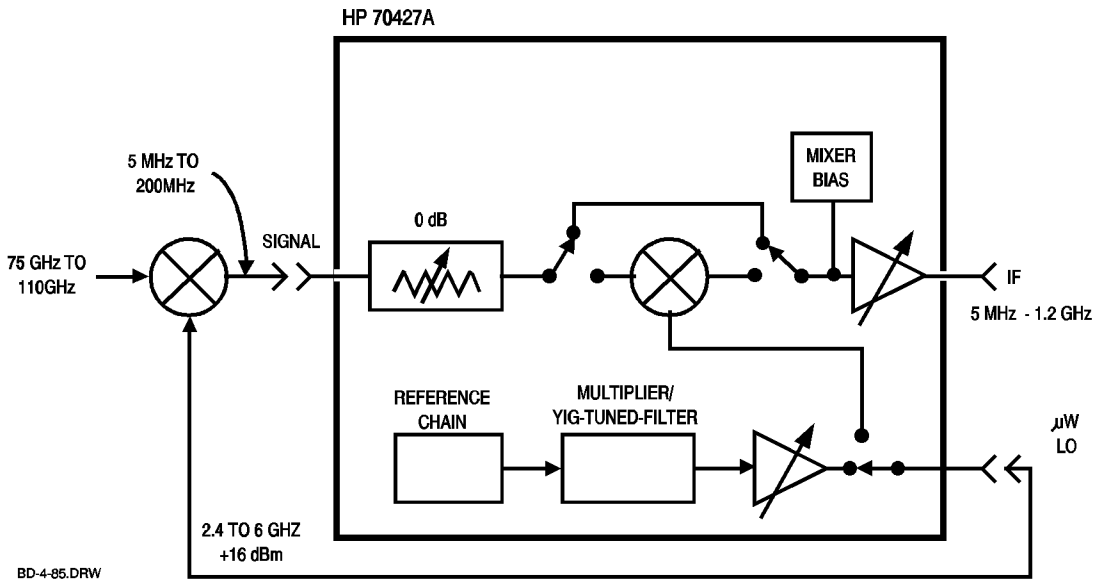 HP 70427A
MIXER
BIAS
5 MHz TO
200MHz
0 dB
SIGNAL
75 GHz TO
110GHz
IF
5 MHz - 1.2 GHz
REFERENCE
CHAIN
MULTIPLIER/
YIG-TUNED-FILTER
µW
LO
2.4 TO 6 GHZ
+16 dBm
BD-4-85.DRW